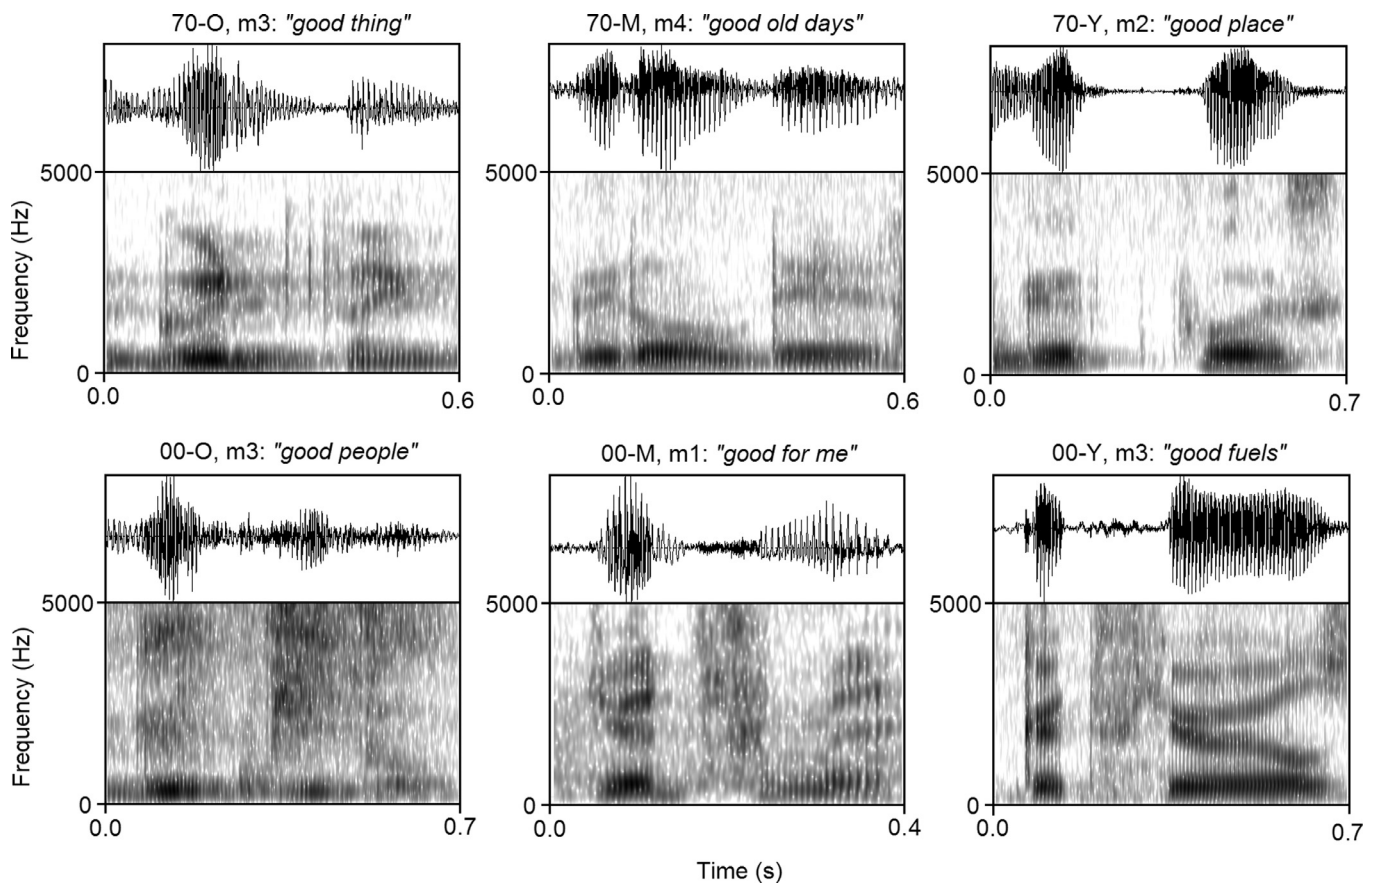 70-O, m3: "good thing"
70-M, m4: "good old days"
70-Y, m2: "good place"
5000
5000
5000
Frequency (Hz)
0
0
0
0.0
0.6
0.0
0.6
0.0
0.7
00-O, m3: "good people"
00-M, m1: "good for me"
00-Y, m3: "good fuels"
5000
5000
5000
Frequency (Hz)
0
0
0
0.0
0.7
0.0
0.4
0.0
0.7
Time (s)